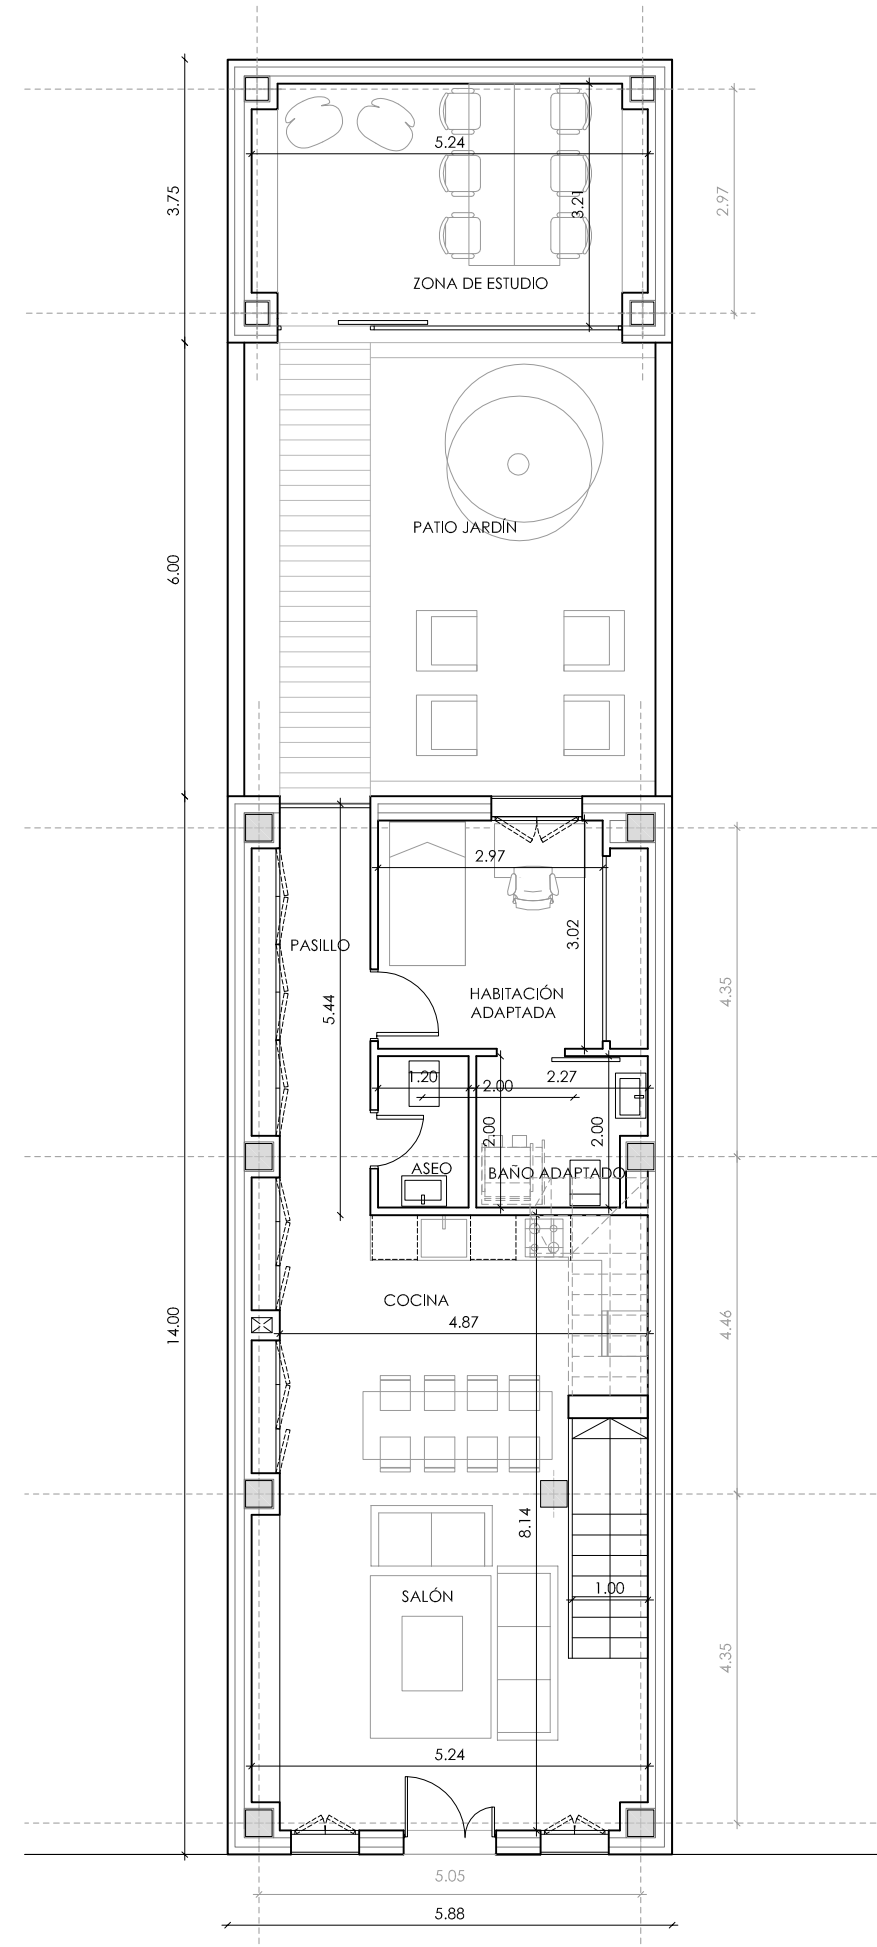 5.24
3.75
3.21
2.97
ZONA DE ESTUDIO
PATIO JARDÍN
6.00
2.97
3.02
PASILLO
HABITACIÓN
ADAPTADA
4.35
5.44
1.20
2.00
2.27
2.00
2.00
ASEO
BAÑO ADAPTADO
COCINA
14.00
4.87
4.46
8.14
SALÓN
1.00
4.35
5.24
5.05
5.88